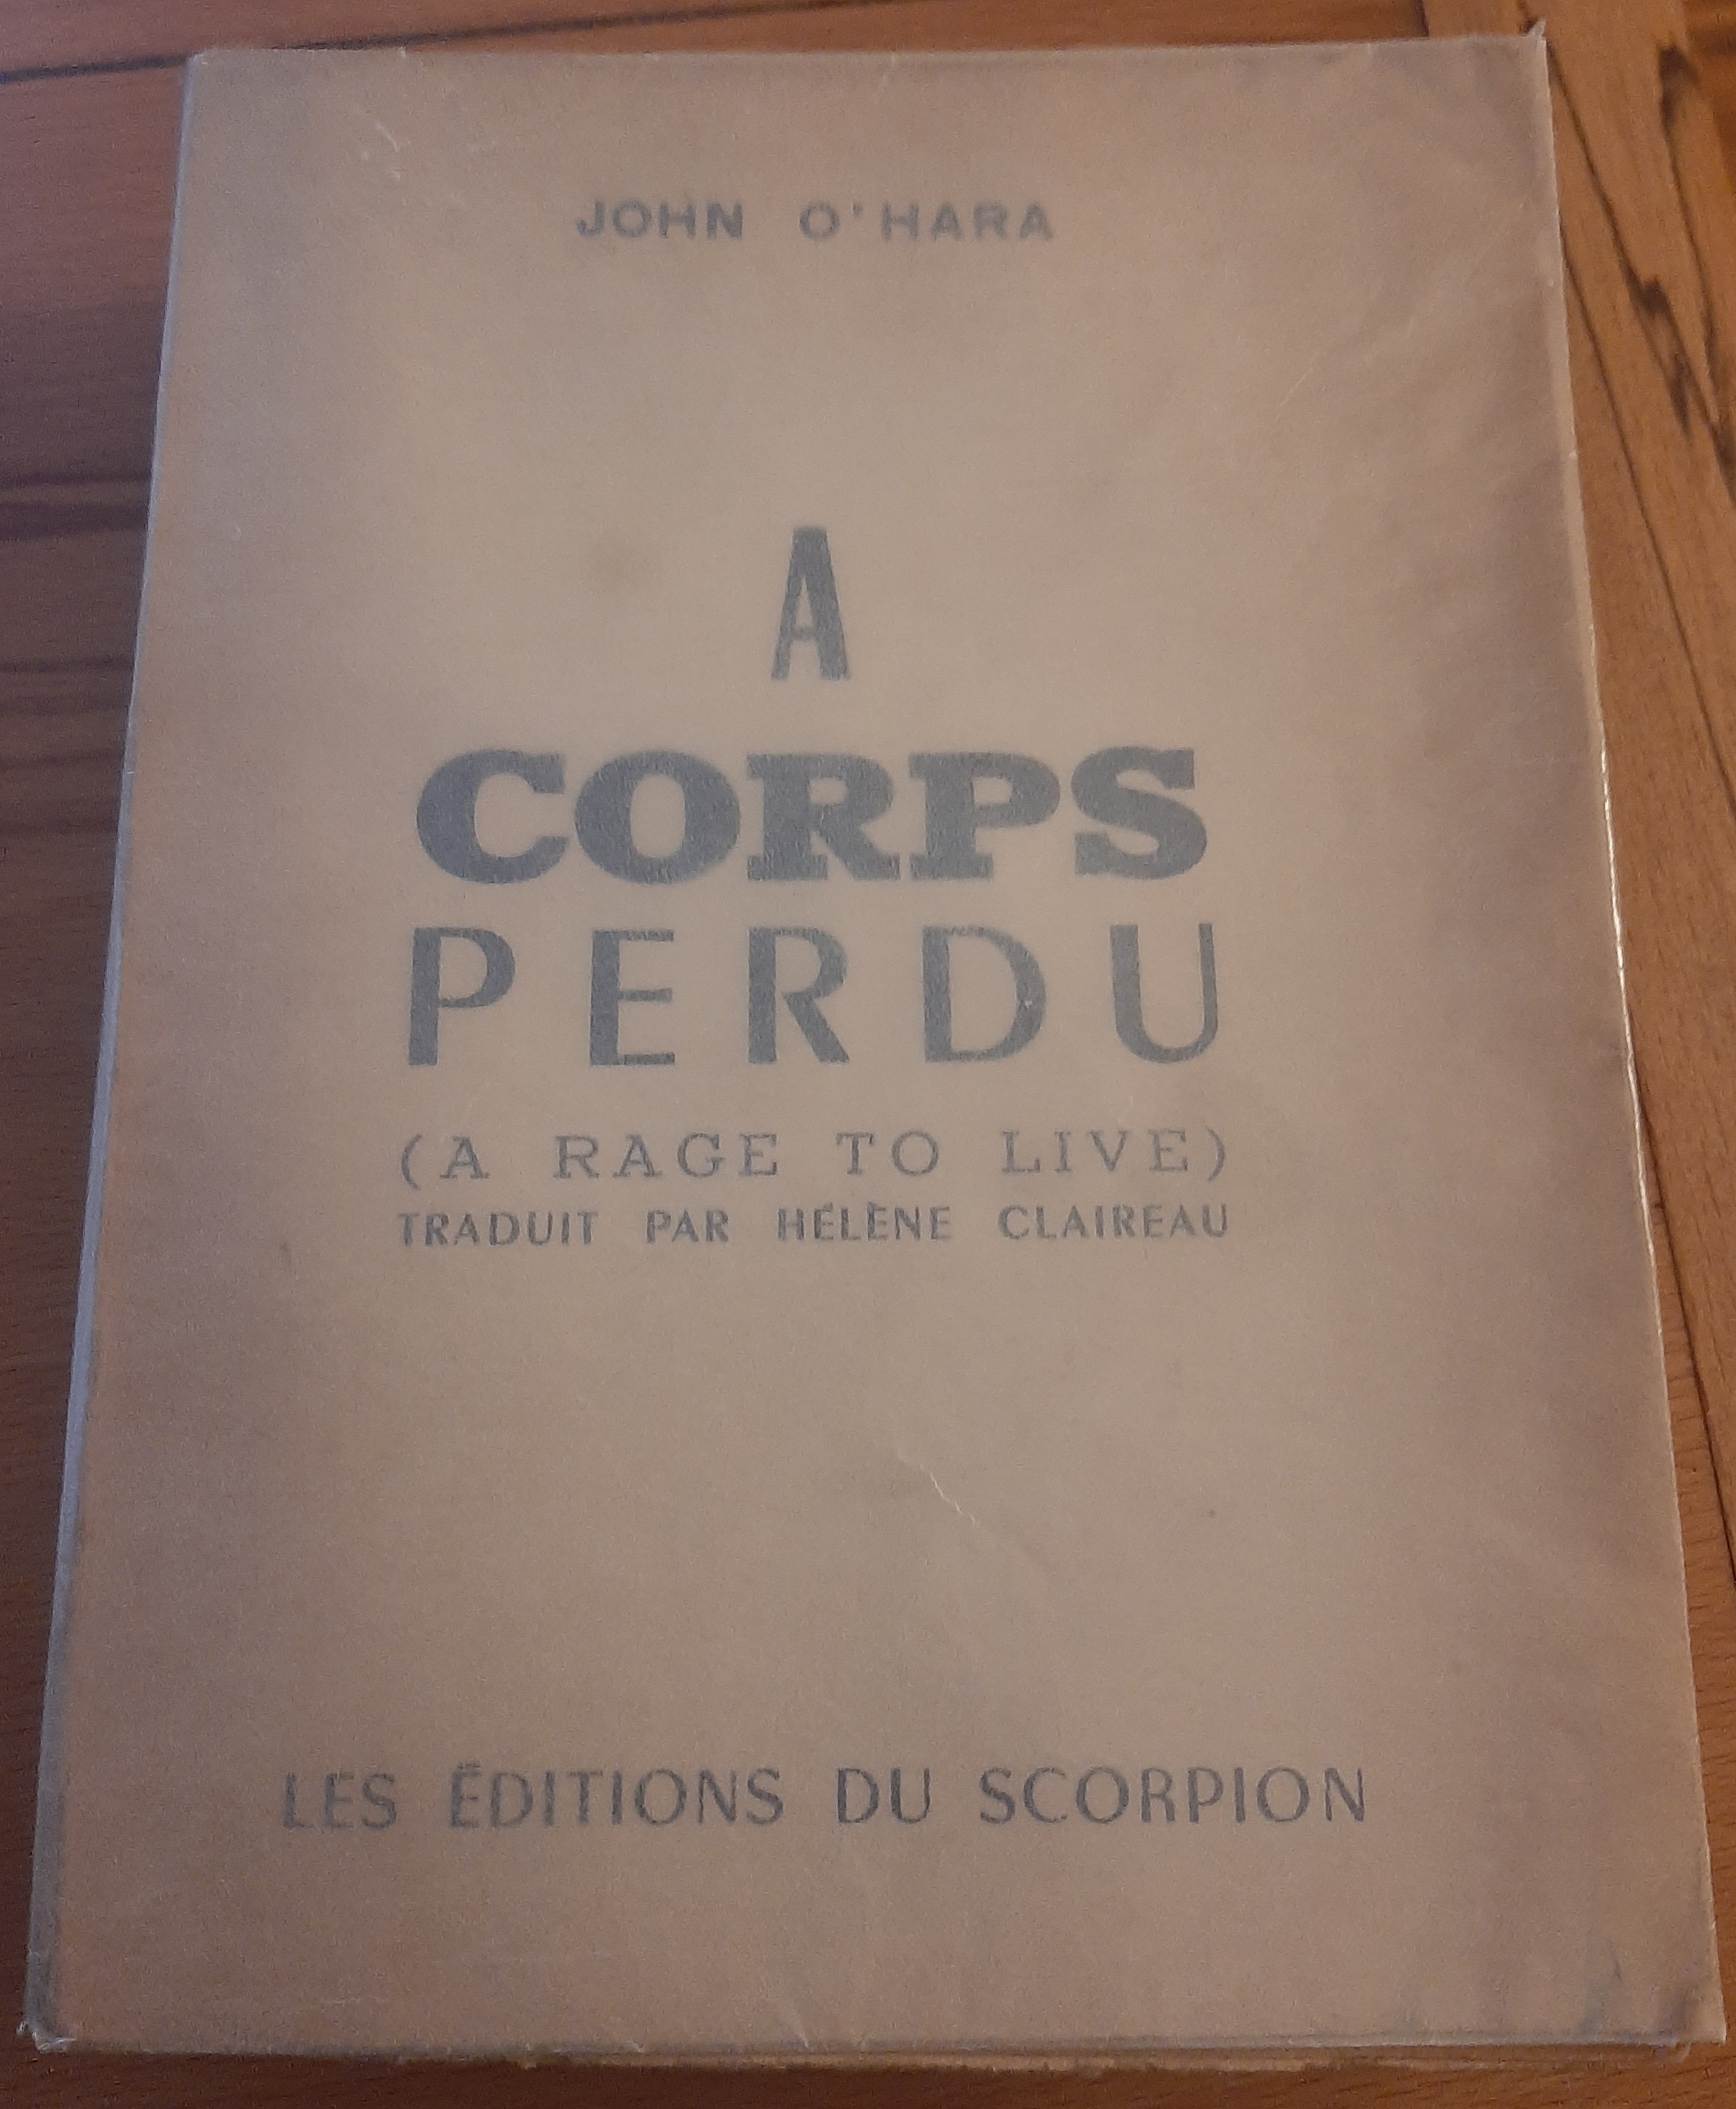 JOHN O'HARA
A
CORPS
PERDU
(A RAGE TO LIVE)
TRADUIT PAR HÉLÈNE CLAIREAU
LES ÉDITIONS DU SCORPION